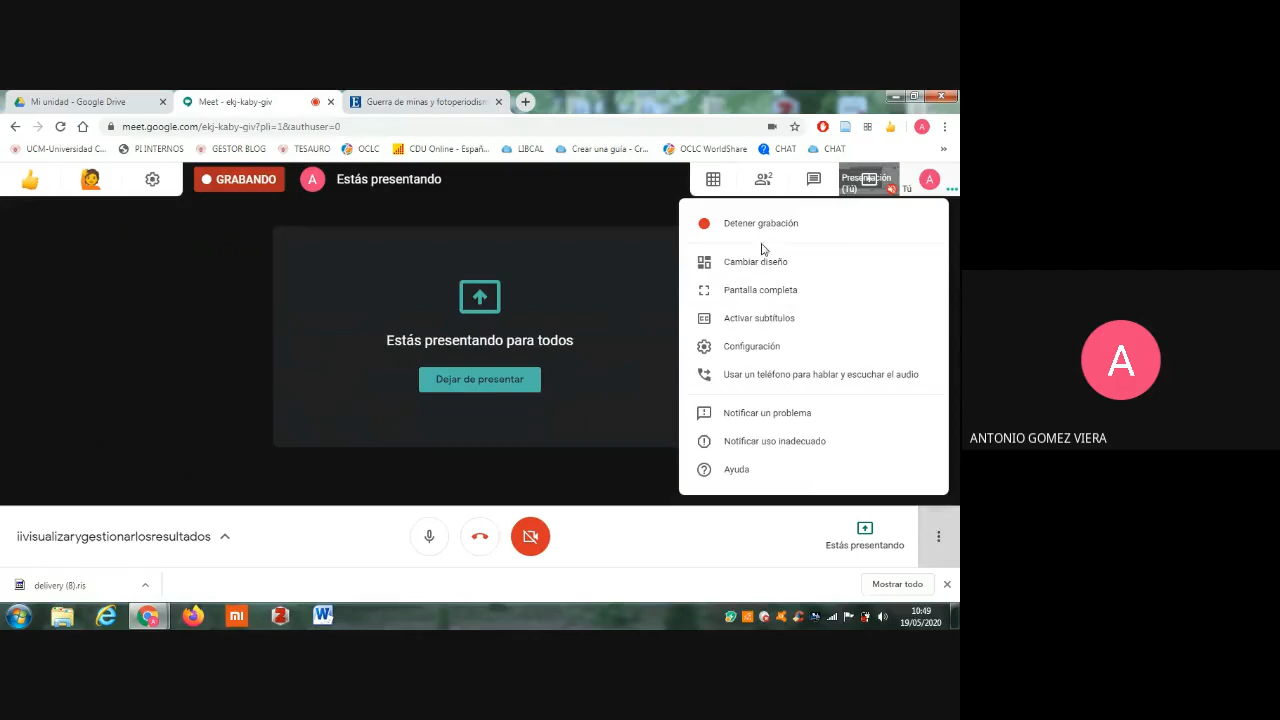 Mi unidad - Google Drive
Meet - ekj-kaby-giv
Guerra de minas y fotoperiodism
meet.google.com/ekj-kaby-giv?pli=1&authuser=0
UCM-Universidad C...
PI INTERNOS
GESTOR BLOG
TESAURO
OCLC
CDU Online - Españ...
LIBCAL
Crear una guía - Cr...
OCLC WorldShare
CHAT
CHAT
GRABANDO
A
Estás presentando
2
Presentación
(Tú)
Tú
A
Detener grabación
Cambiar diseño
Pantalla completa
Activar subtítulos
Configuración
Usar un teléfono para hablar y escuchar el audio
Notificar un problema
Notificar uso inadecuado
Ayuda
Estás presentando para todos
Dejar de presentar
A
ANTONIO GOMEZ VIERA
iivisualizarygestionarlosresultados
Estás presentando
delivery (8).ris
Mostrar todo
10:49
19/05/2020